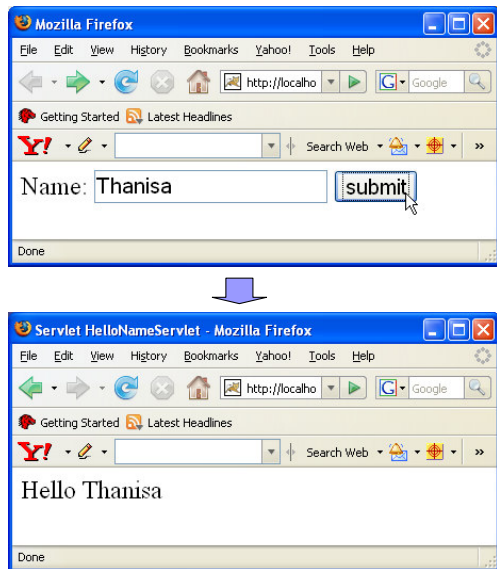 Mozilla Firefox
File Edit View History Bookmarks Yahoo! Tools Help
http://localho G Google
Getting Started Latest Headlines
Y! Search Web »
Name: Thanisa submit
Done
Servlet HelloNameServlet - Mozilla Firefox
File Edit View History Bookmarks Yahoo! Tools Help
http://localho G Google
Getting Started Latest Headlines
Y! Search Web »
Hello Thanisa
Done